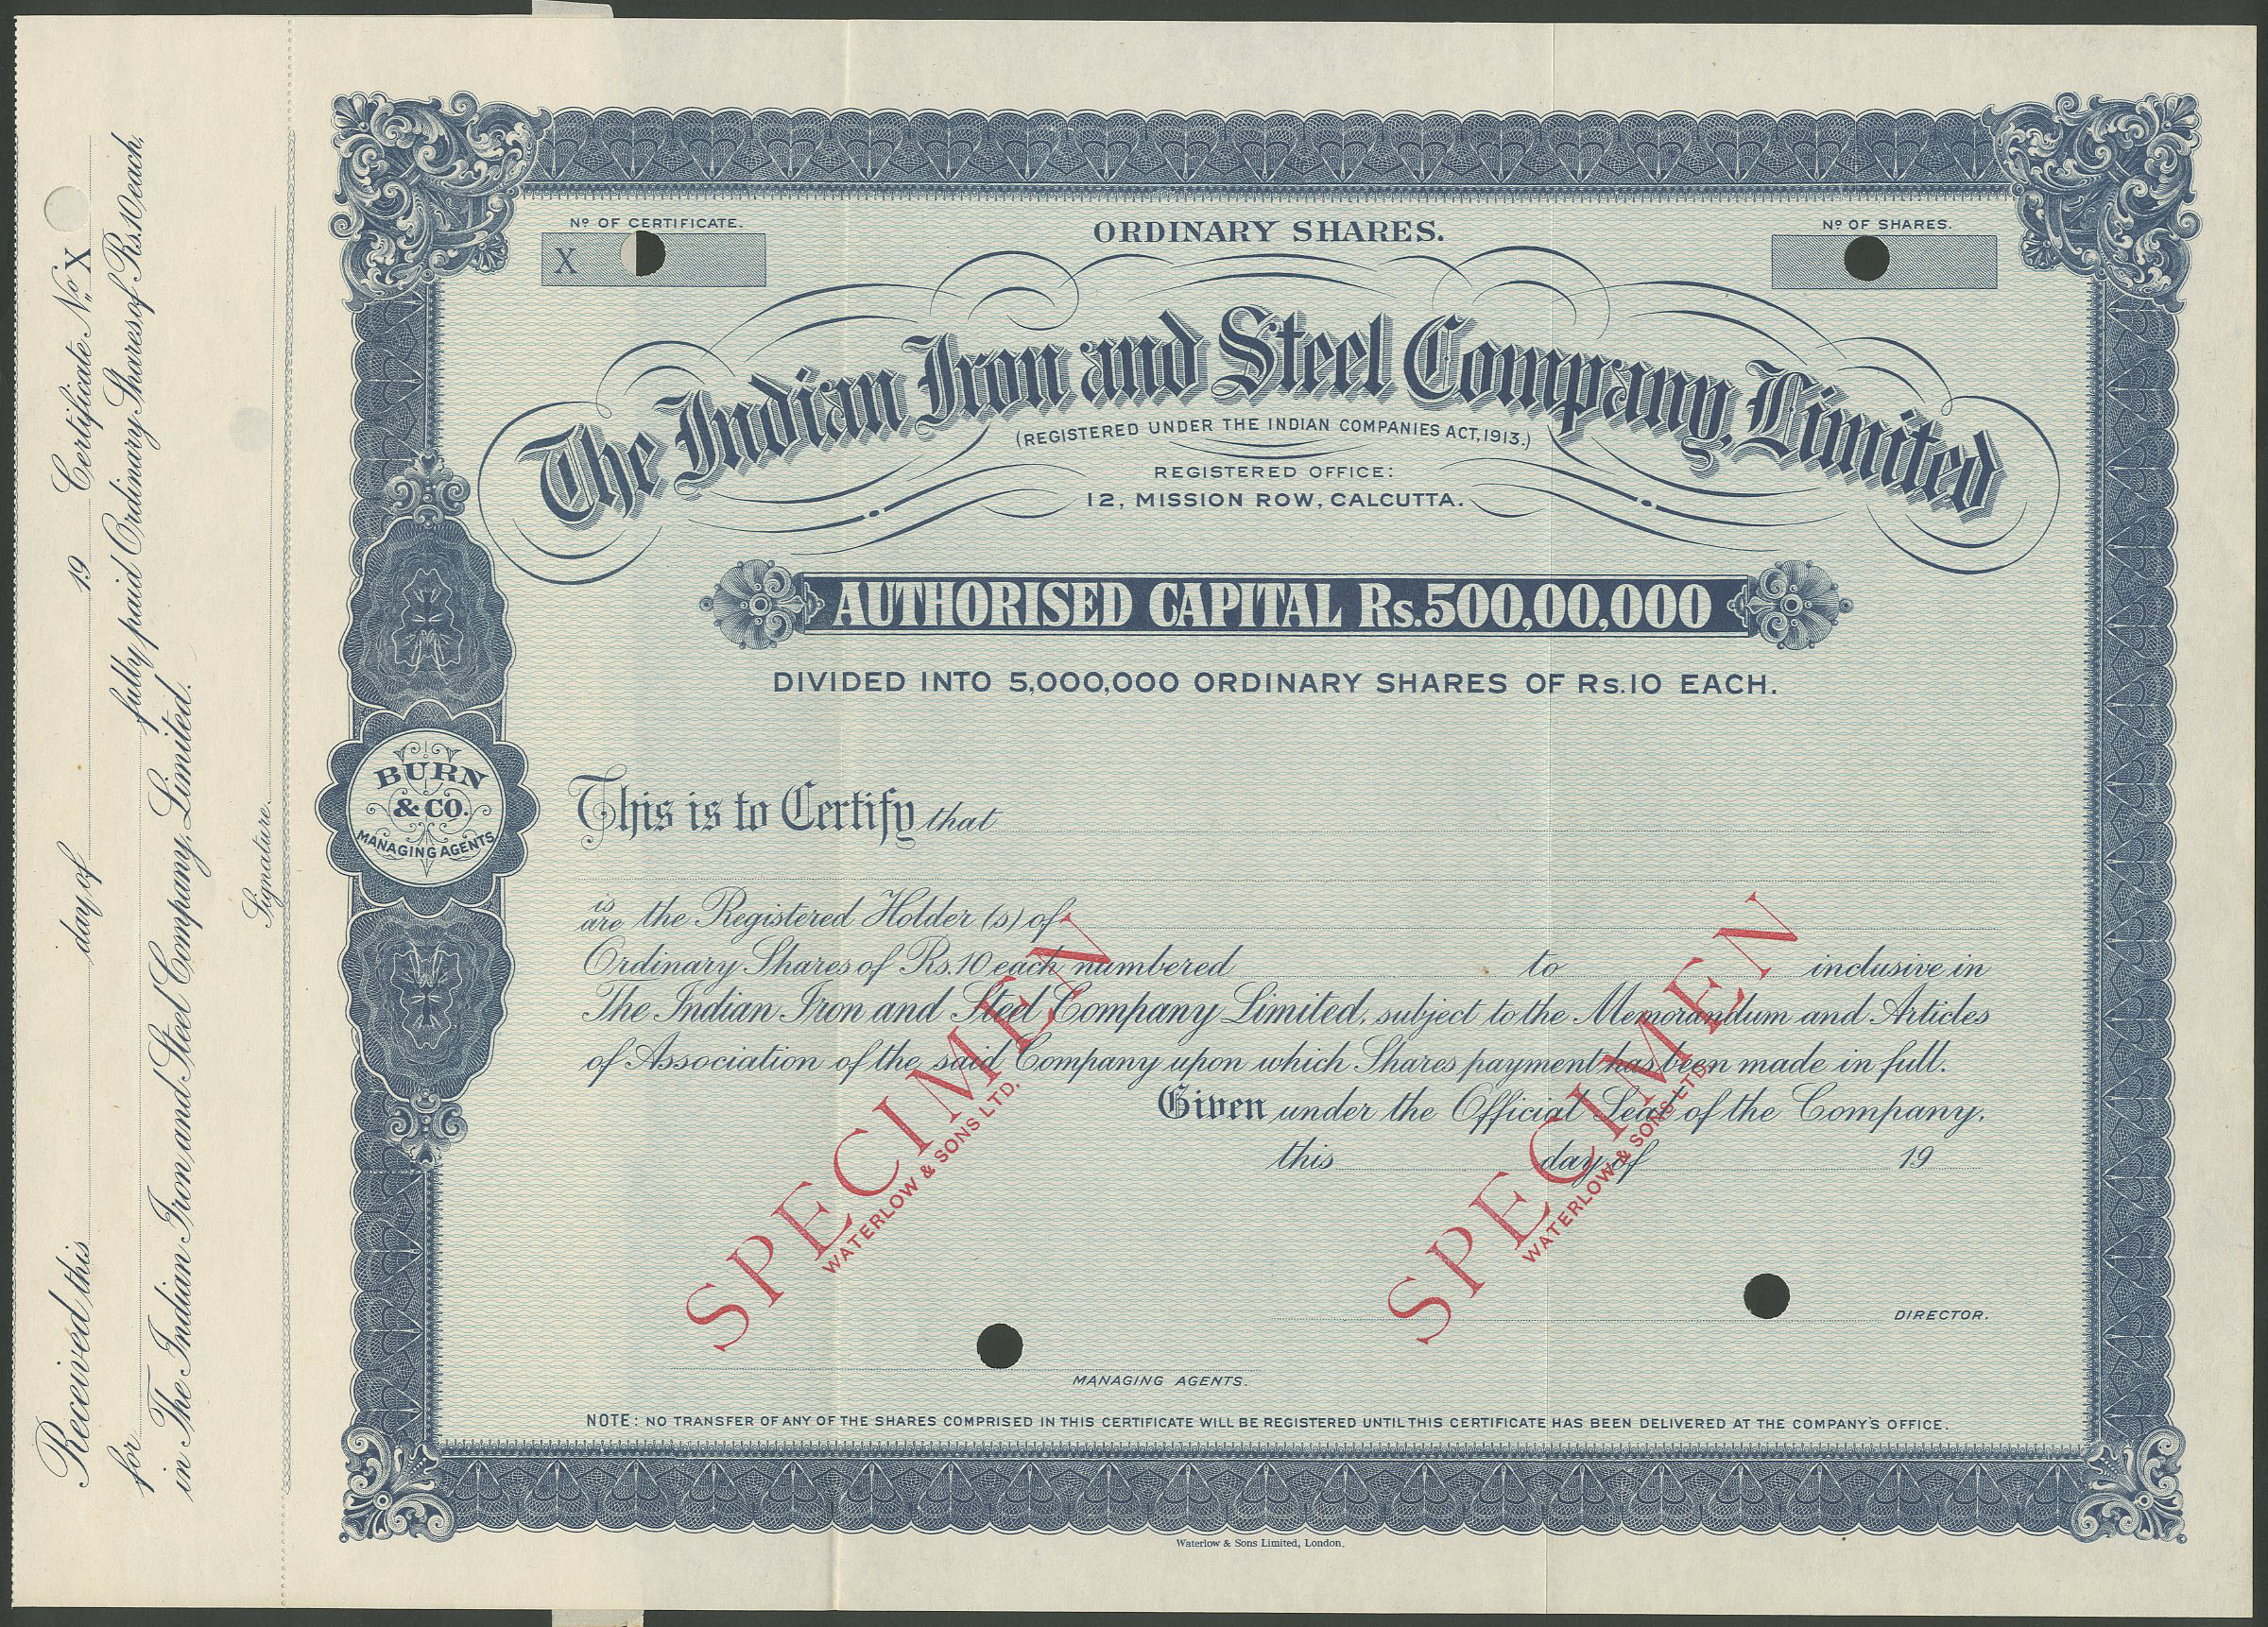 Received this day of 19 Certificate No. X
for fully paid Ordinary Shares of Rs.10 each,
in The Indian Iron and Steel Company, Limited.
Signature.
No OF CERTIFICATE.
X
ORDINARY SHARES.
No OF SHARES.
The Indian Iron and Steel Company, Limited
(REGISTERED UNDER THE INDIAN COMPANIES ACT, 1913.)
REGISTERED OFFICE:
12, MISSION ROW, CALCUTTA.
AUTHORISED CAPITAL Rs.500,00,000
DIVIDED INTO 5,000,000 ORDINARY SHARES OF Rs.10 EACH.
BURN
& CO.
MANAGING AGENTS
This is to Certify that
is
are the Registered Holder (s) of
Ordinary Shares of Rs.10 each numbered to inclusive in
The Indian Iron and Steel Company Limited, subject to the Memorandum and Articles
of Association of the said Company upon which Shares payment has been made in full.
Given under the Official Seal of the Company,
this day of 19
SPECIMEN
WATERLOW & SONS LTD.
SPECIMEN
WATERLOW & SONS LTD.
DIRECTOR.
MANAGING AGENTS.
NOTE: NO TRANSFER OF ANY OF THE SHARES COMPRISED IN THIS CERTIFICATE WILL BE REGISTERED UNTIL THIS CERTIFICATE HAS BEEN DELIVERED AT THE COMPANY'S OFFICE.
Waterlow & Sons Limited, London.